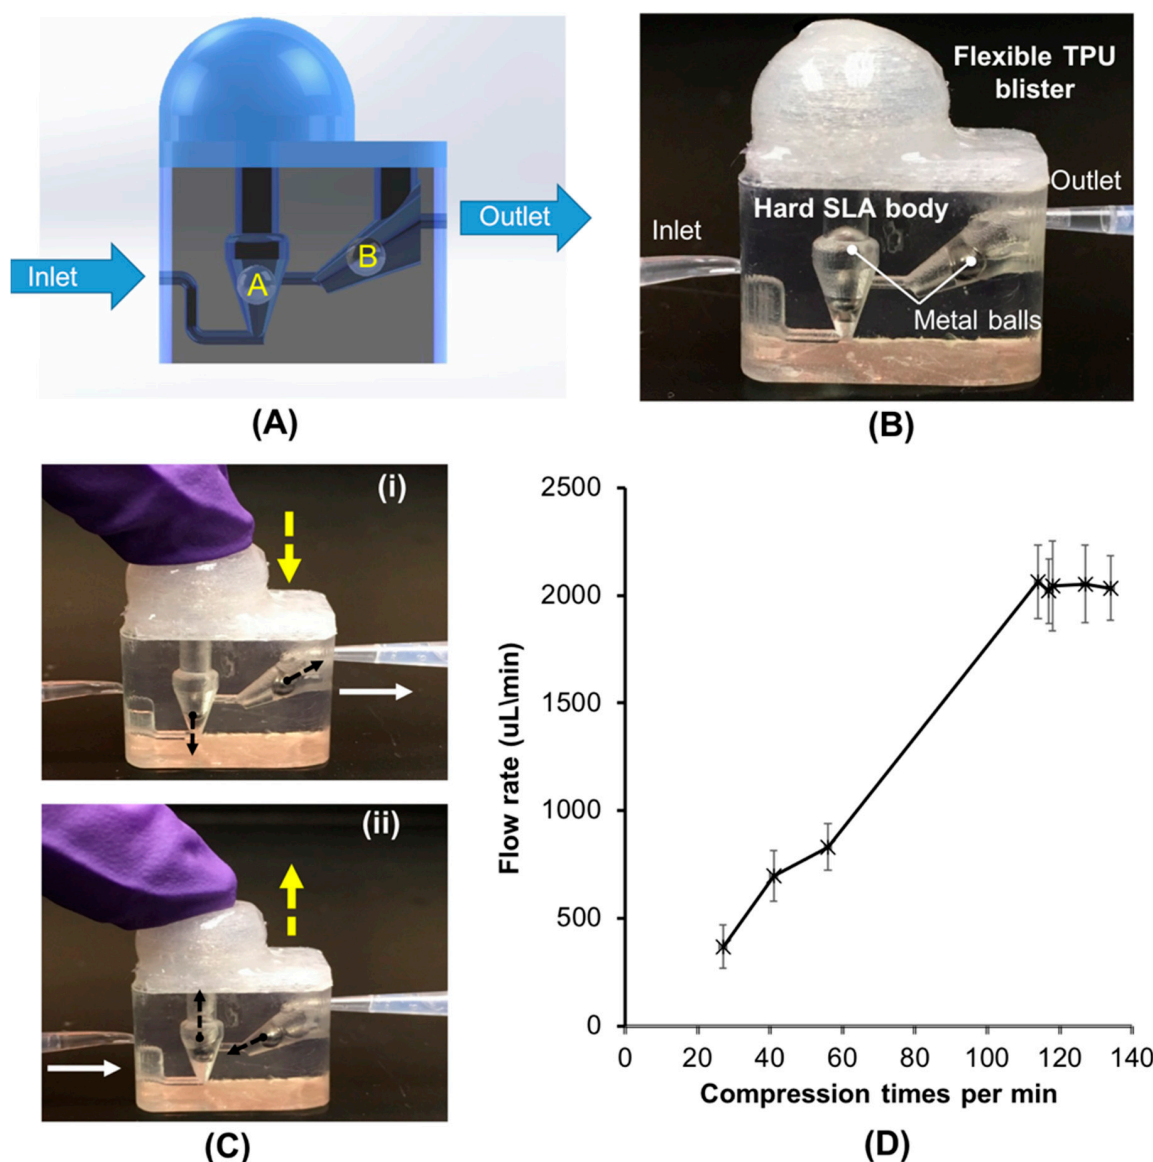 Inlet
A
B
Outlet
(A)
Flexible TPU
blister
Outlet
Hard SLA body
Inlet
Metal balls
(B)
(i)
(ii)
(C)
Flow rate (uL\min)
2500
2000
1500
1000
500
0
0 20 40 60 80 100 120 140
Compression times per min
(D)